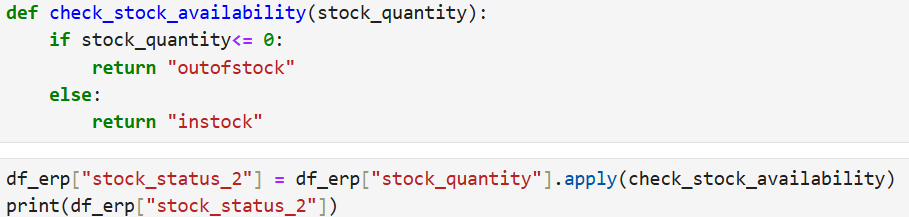 def check_stock_availability(stock_quantity):
    if stock_quantity<= 0:
        return "outofstock"
    else:
        return "instock"
df_erp["stock_status_2"] = df_erp["stock_quantity"].apply(check_stock_availability)
print(df_erp["stock_status_2"])